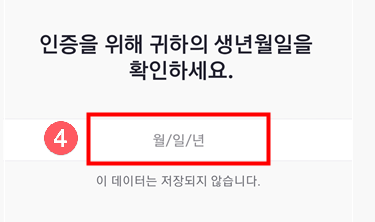 인증을 위해 귀하의 생년월일을
확인하세요.
4
월/일/년
이 데이터는 저장되지 않습니다.